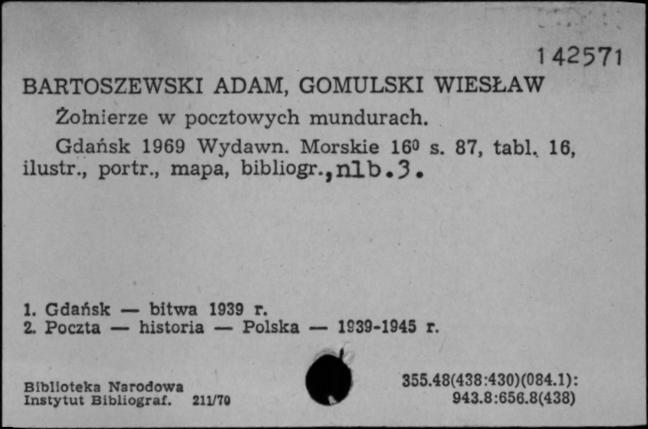 142571
BARTOSZEWSKI ADAM, GOMULSKI WIESŁAW
Żołnierze w pocztowych mundurach.
Gdańsk 1969 Wydawn. Morskie 16⁰ s. 87, tabl. 16,
ilustr., portr., mapa, bibliogr.,nlb.3.
1. Gdańsk — bitwa 1939 r.
2. Poczta — historia — Polska — 1939-1945 r.
Biblioteka Narodowa
Instytut Bibliograf. 211/70
355.48(438:430)(084.1):
943.8:656.8(438)